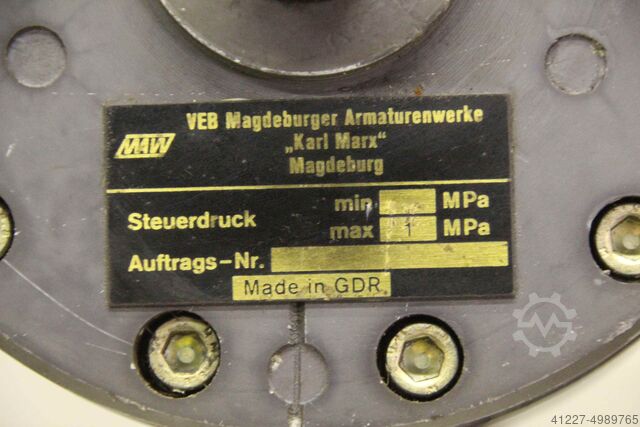 VEB Magdeburger Armaturenwerke
MAW
„Karl Marx“
Magdeburg
Steuerdruck
min MPa
max 1 MPa
Auftrags-Nr.
Made in GDR
41227-4989765